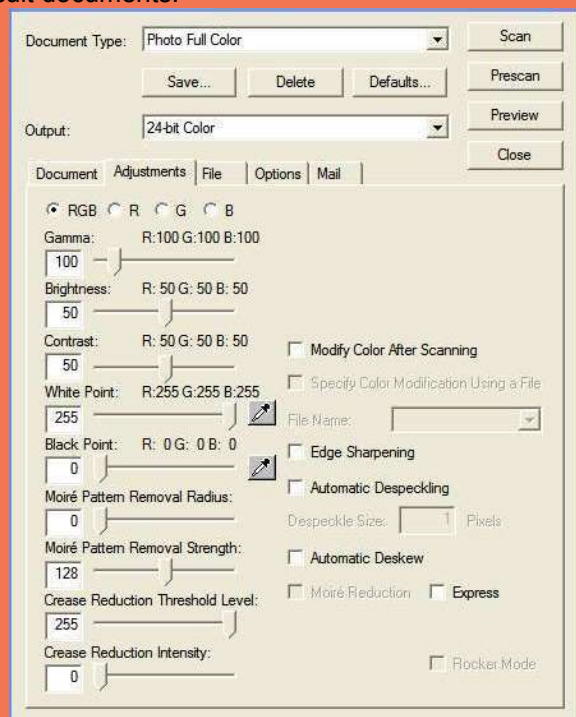 Document Type: Photo Full Color Scan
Save... Delete Defaults... Prescan
Output: 24-bit Color Preview
Close
Document Adjustments File Options Mail
RGB R G B
Gamma: R:100 G:100 B:100
100
Brightness: R: 50 G: 50 B: 50
50
Contrast: R: 50 G: 50 B: 50
50
Modify Color After Scanning
White Point: R:255 G:255 B:255
Specify Color Modification Using a File
255
File Name:
Black Point: R: 0 G: 0 B: 0
Edge Sharpening
0
Automatic Despeckling
Moiré Pattern Removal Radius:
0
Despeckle Size: 1 Pixels
Moiré Pattern Removal Strength:
Automatic Deskew
128
Moiré Reduction Express
Crease Reduction Threshold Level:
255
Crease Reduction Intensity:
0
Rocker Mode